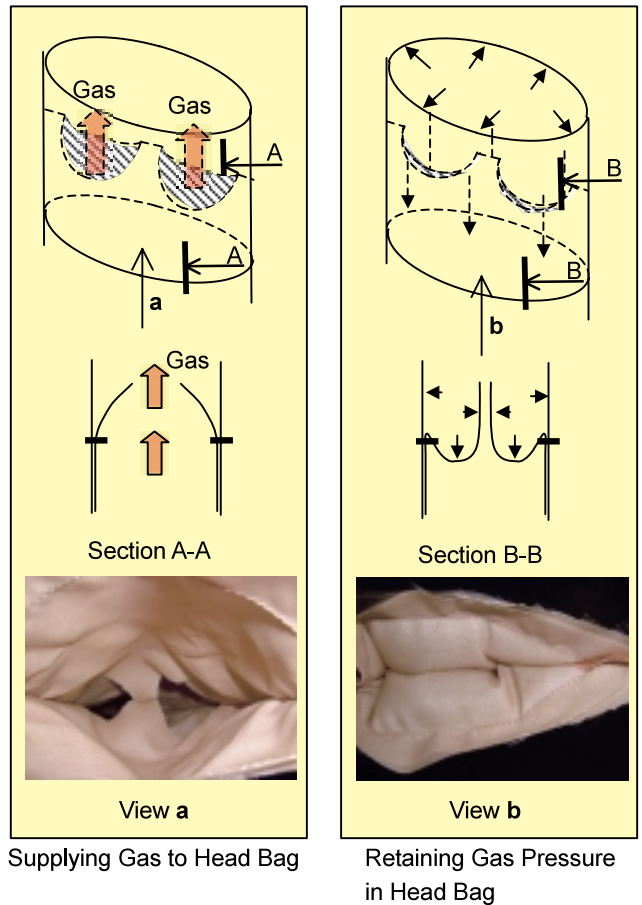 Gas
Gas
A
A
a
Gas
Section A-A
View a
Supplying Gas to Head Bag
B
B
b
Section B-B
View b
Retaining Gas Pressure
in Head Bag